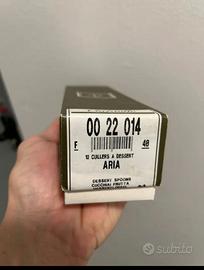 00 22 014
F 48
12 CUILLERS A DESSERT
ARIA
DESSERT SPOONS
CUCCHIAI FRUTTA
subito